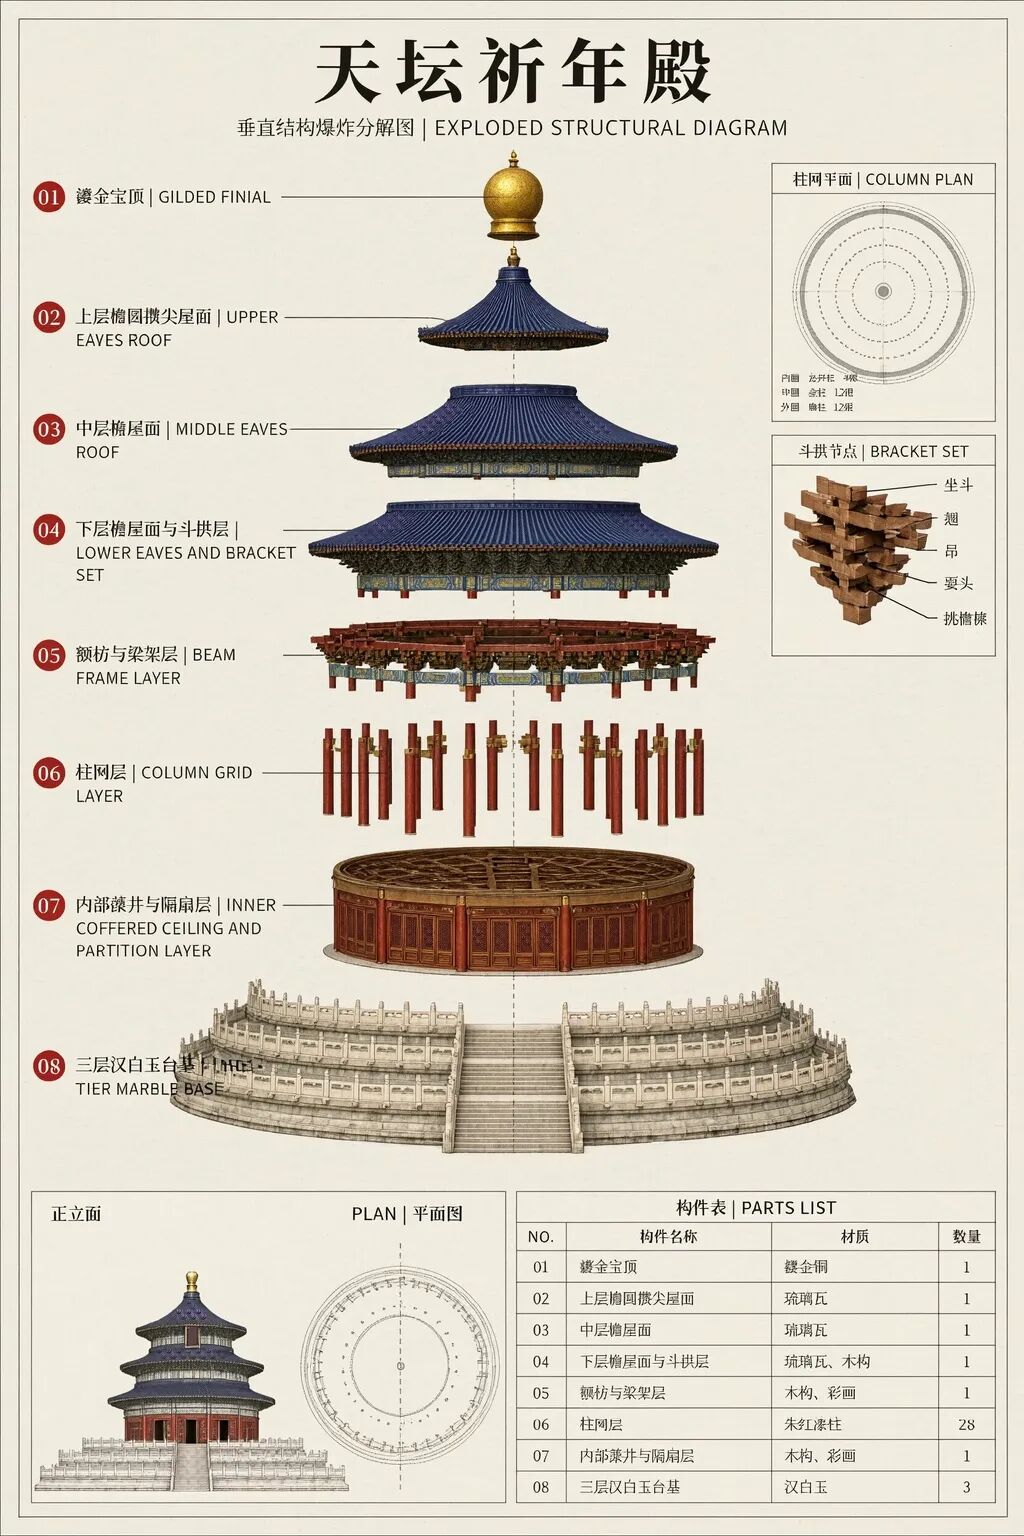 天坛祈年殿
垂直结构爆炸分解图 | EXPLODED STRUCTURAL DIAGRAM
01 鎏金宝顶 | GILDED FINIAL
02 上层檐圆攒尖屋面 | UPPER
EAVES ROOF
03 中层檐屋面 | MIDDLE EAVES
ROOF
04 下层檐屋面与斗拱层 |
LOWER EAVES AND BRACKET
SET
05 额枋与梁架层 | BEAM
FRAME LAYER
06 柱网层 | COLUMN GRID
LAYER
07 内部藻井与隔扇层 | INNER
COFFERED CEILING AND
PARTITION LAYER
08 三层汉白玉台基 |
TIER MARBLE BASE
柱网平面 | COLUMN PLAN
内圈
中圈 金柱 12根
外圈 檐柱 12根
斗拱节点 | BRACKET SET
坐斗
翘
昂
耍头
挑檐檩
正立面
PLAN | 平面图
构件表 | PARTS LIST
NO. 构件名称 材质 数量
01 鎏金宝顶 鎏金铜 1
02 上层檐圆攒尖屋面 琉璃瓦 1
03 中层檐屋面 琉璃瓦 1
04 下层檐屋面与斗拱层 琉璃瓦、木构 1
05 额枋与梁架层 木构、彩画 1
06 柱网层 朱红漆柱 28
07 内部藻井与隔扇层 木构、彩画 1
08 三层汉白玉台基 汉白玉 3